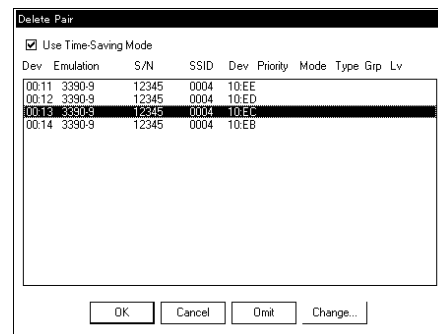 Delete Pair
Use Time-Saving Mode
Dev Emulation S/N SSID Dev Priority Mode Type Grp Lv
00:11 3390-9 12345 0004 10:EE
00:12 3390-9 12345 0004 10:ED
00:13 3390-9 12345 0004 10:EC
00:14 3390-9 12345 0004 10:EB
OK Cancel Omit Change...